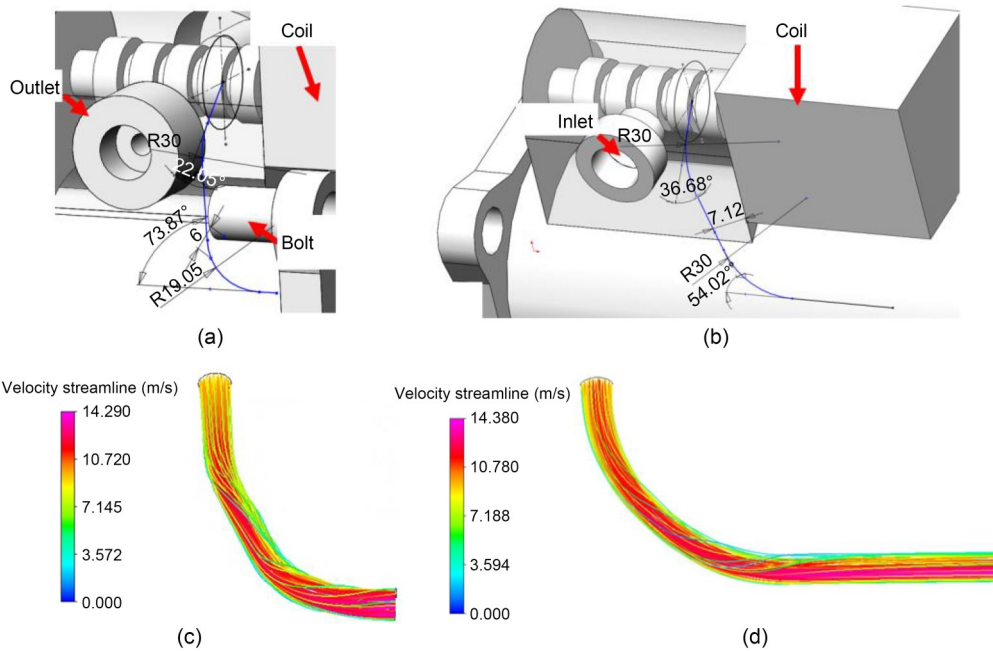 Coil
Outlet
R30
22.05°
73.87°
6
Bolt
R19.05
(a)
Coil
Inlet
R30
36.68°
7.12
R30
54.02°
(b)
Velocity streamline (m/s)
14.290
10.720
7.145
3.572
0.000
(c)
Velocity streamline (m/s)
14.380
10.780
7.188
3.594
0.000
(d)